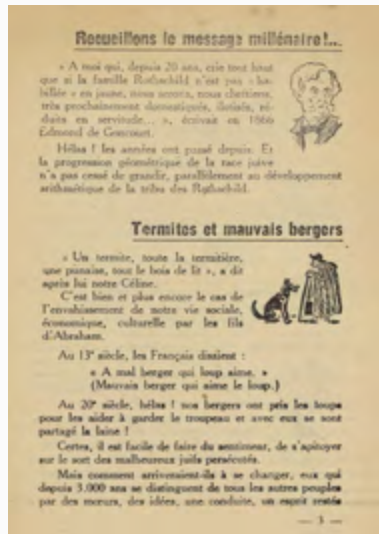 Recueillons le message millénaire!...
« A moi qui, depuis 20 ans, crie tout haut
que si la famille Rothschild n'est pas « ha-
billée » en jaune, nous serons, nous chrétiens,
très prochainement domestiqués, ilotisés, ré-
duits en servitude... », écrivait en 1866
Edmond de Goncourt.
Hélas ! les années ont passé depuis. Et
la progression géométrique de la race juive
n'a pas cessé de grandir, parallèlement au développement
arithmétique de la tribu des Rothschild.
Termites et mauvais bergers
« Un termite, toute la termitière,
une punaise, tout le bois de lit », a dit
après lui notre Céline.
C'est bien et plus encore le cas de
l'envahissement de notre vie sociale,
économique, culturelle par les fils
d'Abraham.
Au 13e siècle, les Français disaient :
« A mal berger qui loup aime. »
(Mauvais berger qui aime le loup.)
Au 20e siècle, hélas ! nos bergers ont pris les loups
pour les aider à garder le troupeau et avec eux se sont
partagé la laine !
Certes, il est facile de faire du sentiment, de s'apitoyer
sur le sort des malheureux juifs persécutés.
Mais comment arriveraient-ils à se changer, eux qui
depuis 3.000 ans se distinguent de tous les autres peuples
par des mœurs, des idées, une conduite, un esprit restés
— 3 —